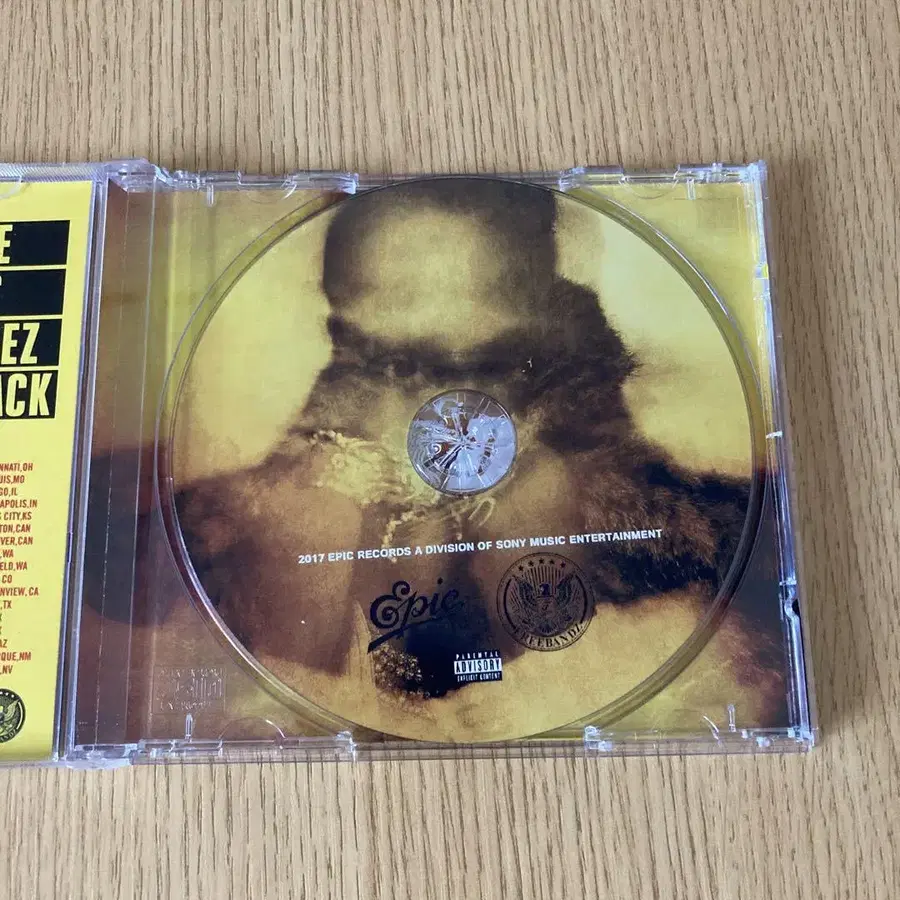 E
EZ
ACK
NNATI,OH
UIS,MO
GO,IL
APOLIS,IN
CITY,KS
TON,CAN
VER,CAN
,WA
ELD,WA
CO
NVIEW, CA
,TX
AZ
RQUE,NM
,NV
2017 EPIC RECORDS A DIVISION OF SONY MUSIC ENTERTAINMENT
Epic
FREEBANDZ
PARENTAL
ADVISORY
EXPLICIT CONTENT